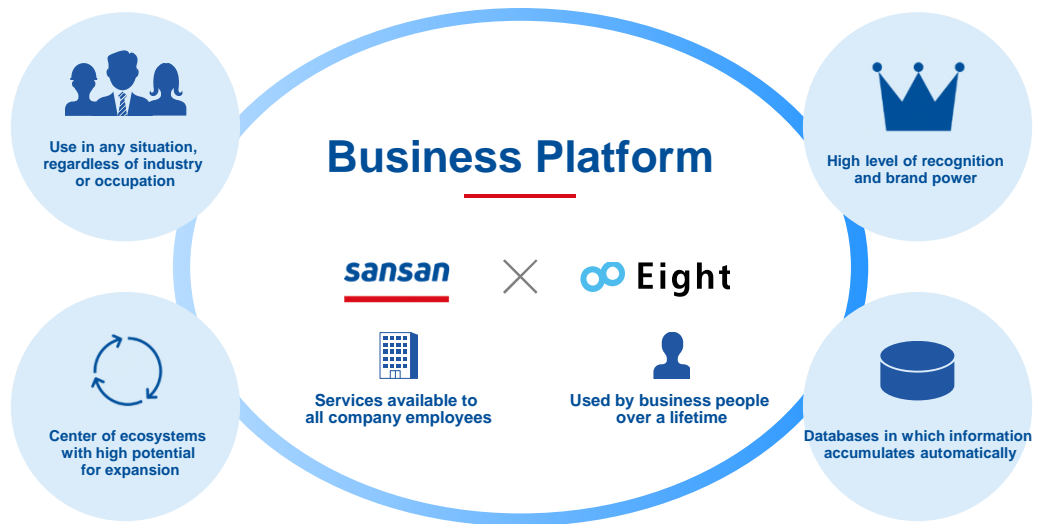 Use in any situation,
regardless of industry
or occupation
High level of recognition
and brand power
Business Platform
sansan
Eight
Services available to
all company employees
Used by business people
over a lifetime
Center of ecosystems
with high potential
for expansion
Databases in which information
accumulates automatically